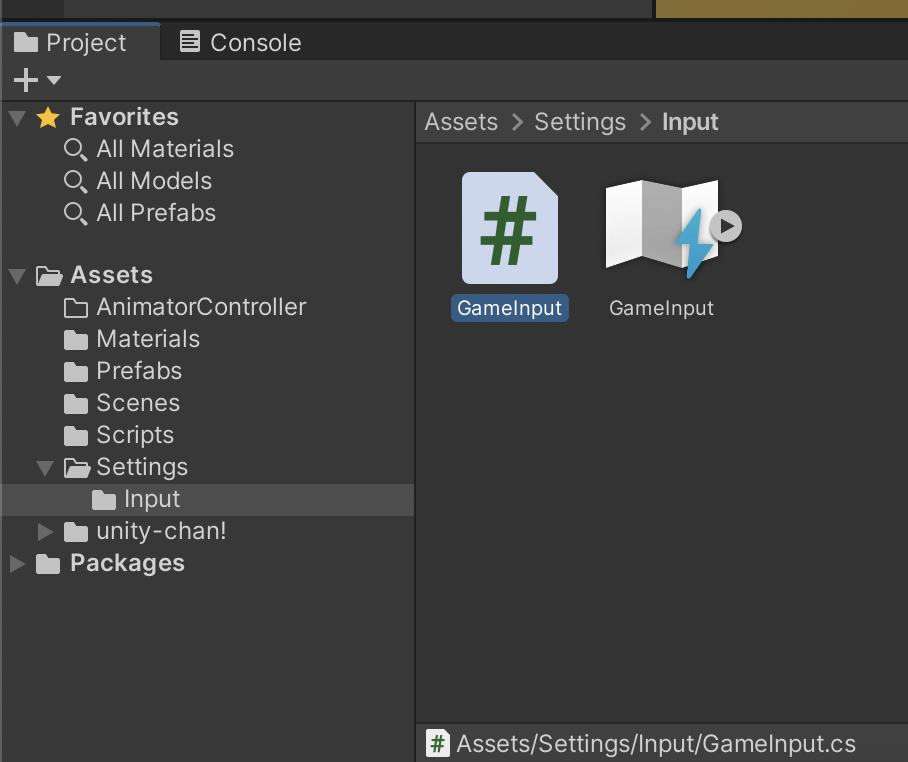 Project
Console
Favorites
All Materials
All Models
All Prefabs
Assets
AnimatorController
Materials
Prefabs
Scenes
Scripts
Settings
Input
unity-chan!
Packages
Assets > Settings > Input
GameInput
GameInput
Assets/Settings/Input/GameInput.cs